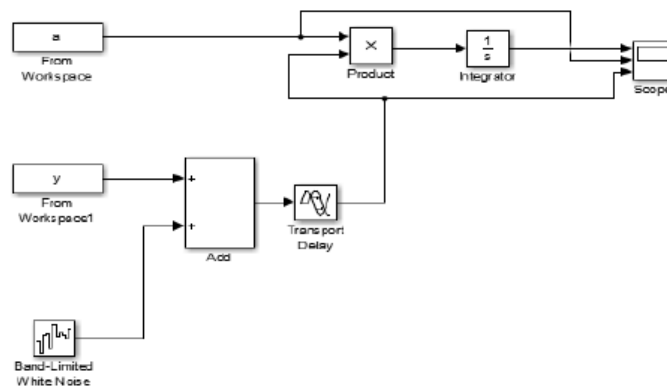 a
From
Workspace
×
Product
1
s
Integrator
Scope
y
From
Workspace1
+
+
Add
Transport
Delay
Band-Limited
White Noise